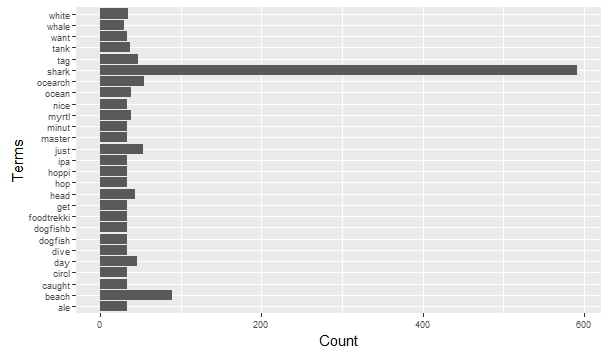 white
whale
want
tank
tag
shark
ocearch
ocean
nice
myrtl
minut
master
just
ipa
hoppi
hop
head
get
foodtrekki
dogfishb
dogfish
dive
day
circl
caught
beach
ale
Terms
0 200 400 600
Count